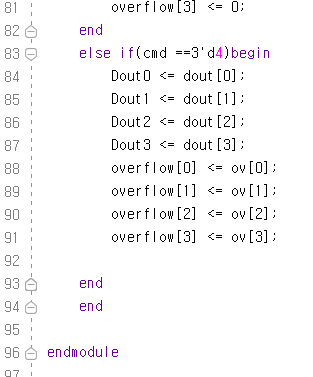 81 overflow[3] <= 0;
82 end
83 else if(cmd ==3'd4)begin
84 Dout0 <= dout[0];
85 Dout1 <= dout[1];
86 Dout2 <= dout[2];
87 Dout3 <= dout[3];
88 overflow[0] <= ov[0];
89 overflow[1] <= ov[1];
90 overflow[2] <= ov[2];
91 overflow[3] <= ov[3];
92
93 end
94 end
95
96 endmodule
97